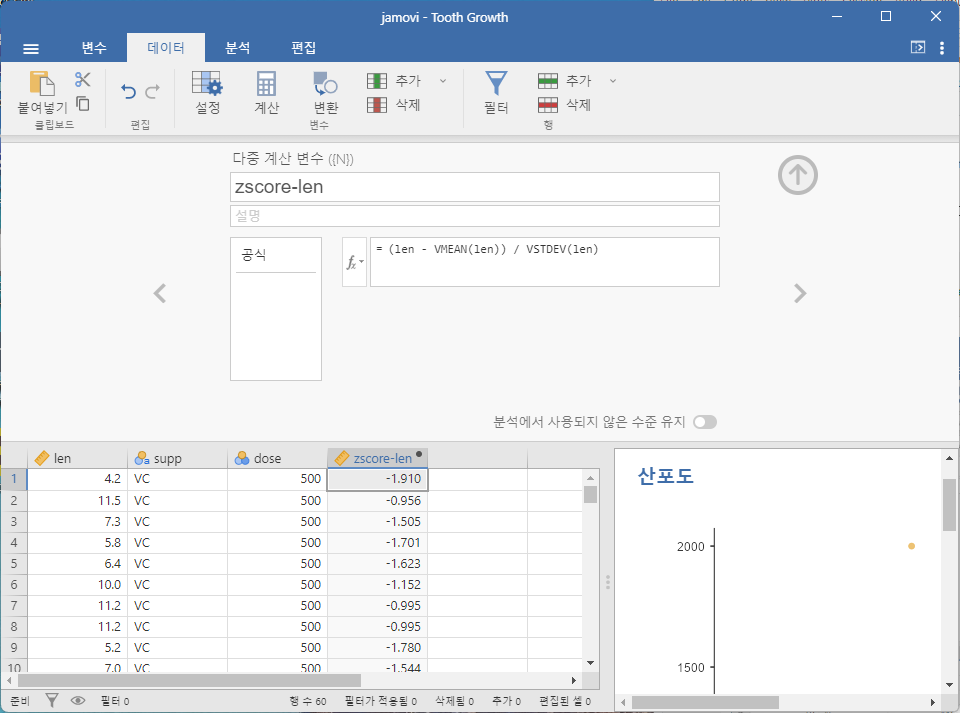 jamovi - Tooth Growth
변수 데이터 분석 편집
붙여넣기 설정 계산 변환 추가 삭제 필터 추가 삭제
클립보드 편집 변수 행
다중 계산 변수 ({N})
zscore-len
설명
공식
fx
= (len - VMEAN(len)) / VSTDEV(len)
분석에서 사용되지 않은 수준 유지
len supp dose zscore-len
1 4.2 VC 500 -1.910
2 11.5 VC 500 -0.956
3 7.3 VC 500 -1.505
4 5.8 VC 500 -1.701
5 6.4 VC 500 -1.623
6 10.0 VC 500 -1.152
7 11.2 VC 500 -0.995
8 11.2 VC 500 -0.995
9 5.2 VC 500 -1.780
10 7.0 VC 500 -1.544
산포도
2000
1500
준비 필터 0 행 수 60 필터가 적용됨 0 삭제됨 0 추가 0 편집된 셀 0